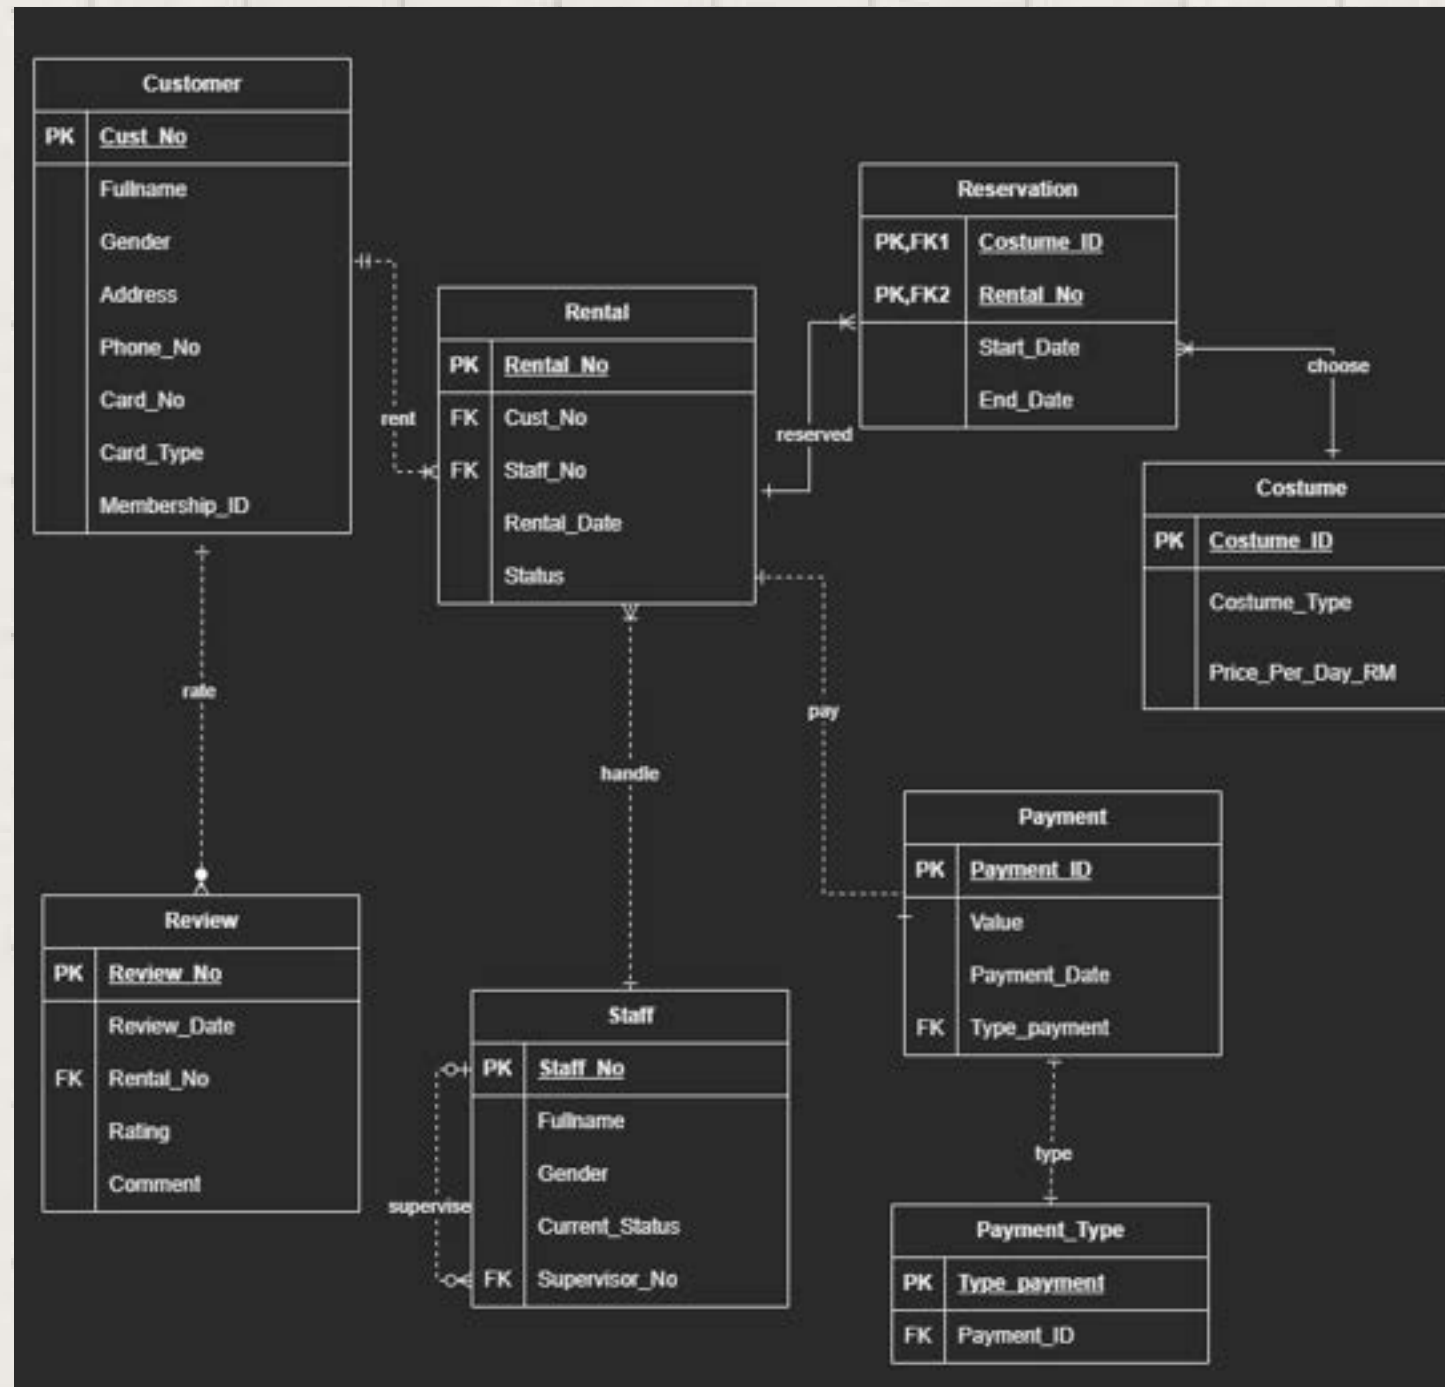 Customer
PK Cust_No
Fullname
Gender
Address
Phone_No
Card_No
Card_Type
Membership_ID
rent
Rental
PK Rental_No
FK Cust_No
FK Staff_No
Rental_Date
Status
reserved
Reservation
PK,FK1 Costume_ID
PK,FK2 Rental_No
Start_Date
End_Date
choose
Costume
PK Costume_ID
Costume_Type
Price_Per_Day_RM
rate
handle
pay
Review
PK Review_No
Review_Date
FK Rental_No
Rating
Comment
supervise
Staff
PK Staff_No
Fullname
Gender
Current_Status
FK Supervisor_No
Payment
PK Payment_ID
Value
Payment_Date
FK Type_payment
type
Payment_Type
PK Type_payment
FK Payment_ID